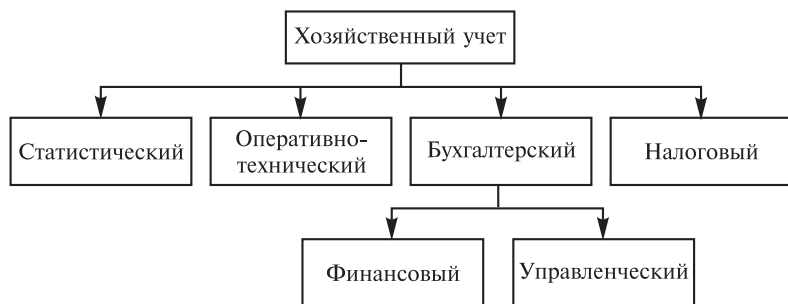 Хозяйственный учет
Статистический
Оперативно-
технический
Бухгалтерский
Налоговый
Финансовый
Управленческий